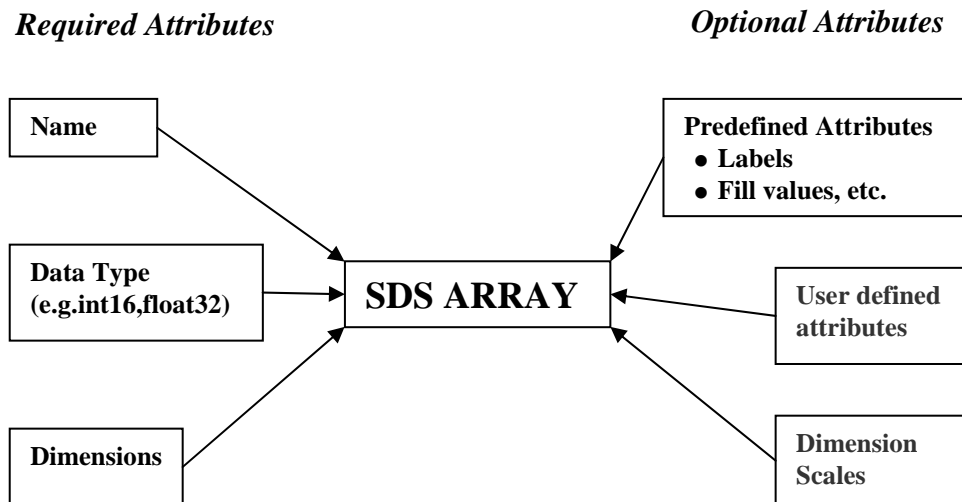 Required Attributes
Optional Attributes
Name
Predefined Attributes
● Labels
● Fill values, etc.
Data Type
(e.g.int16,float32)
SDS ARRAY
User defined
attributes
Dimensions
Dimension
Scales